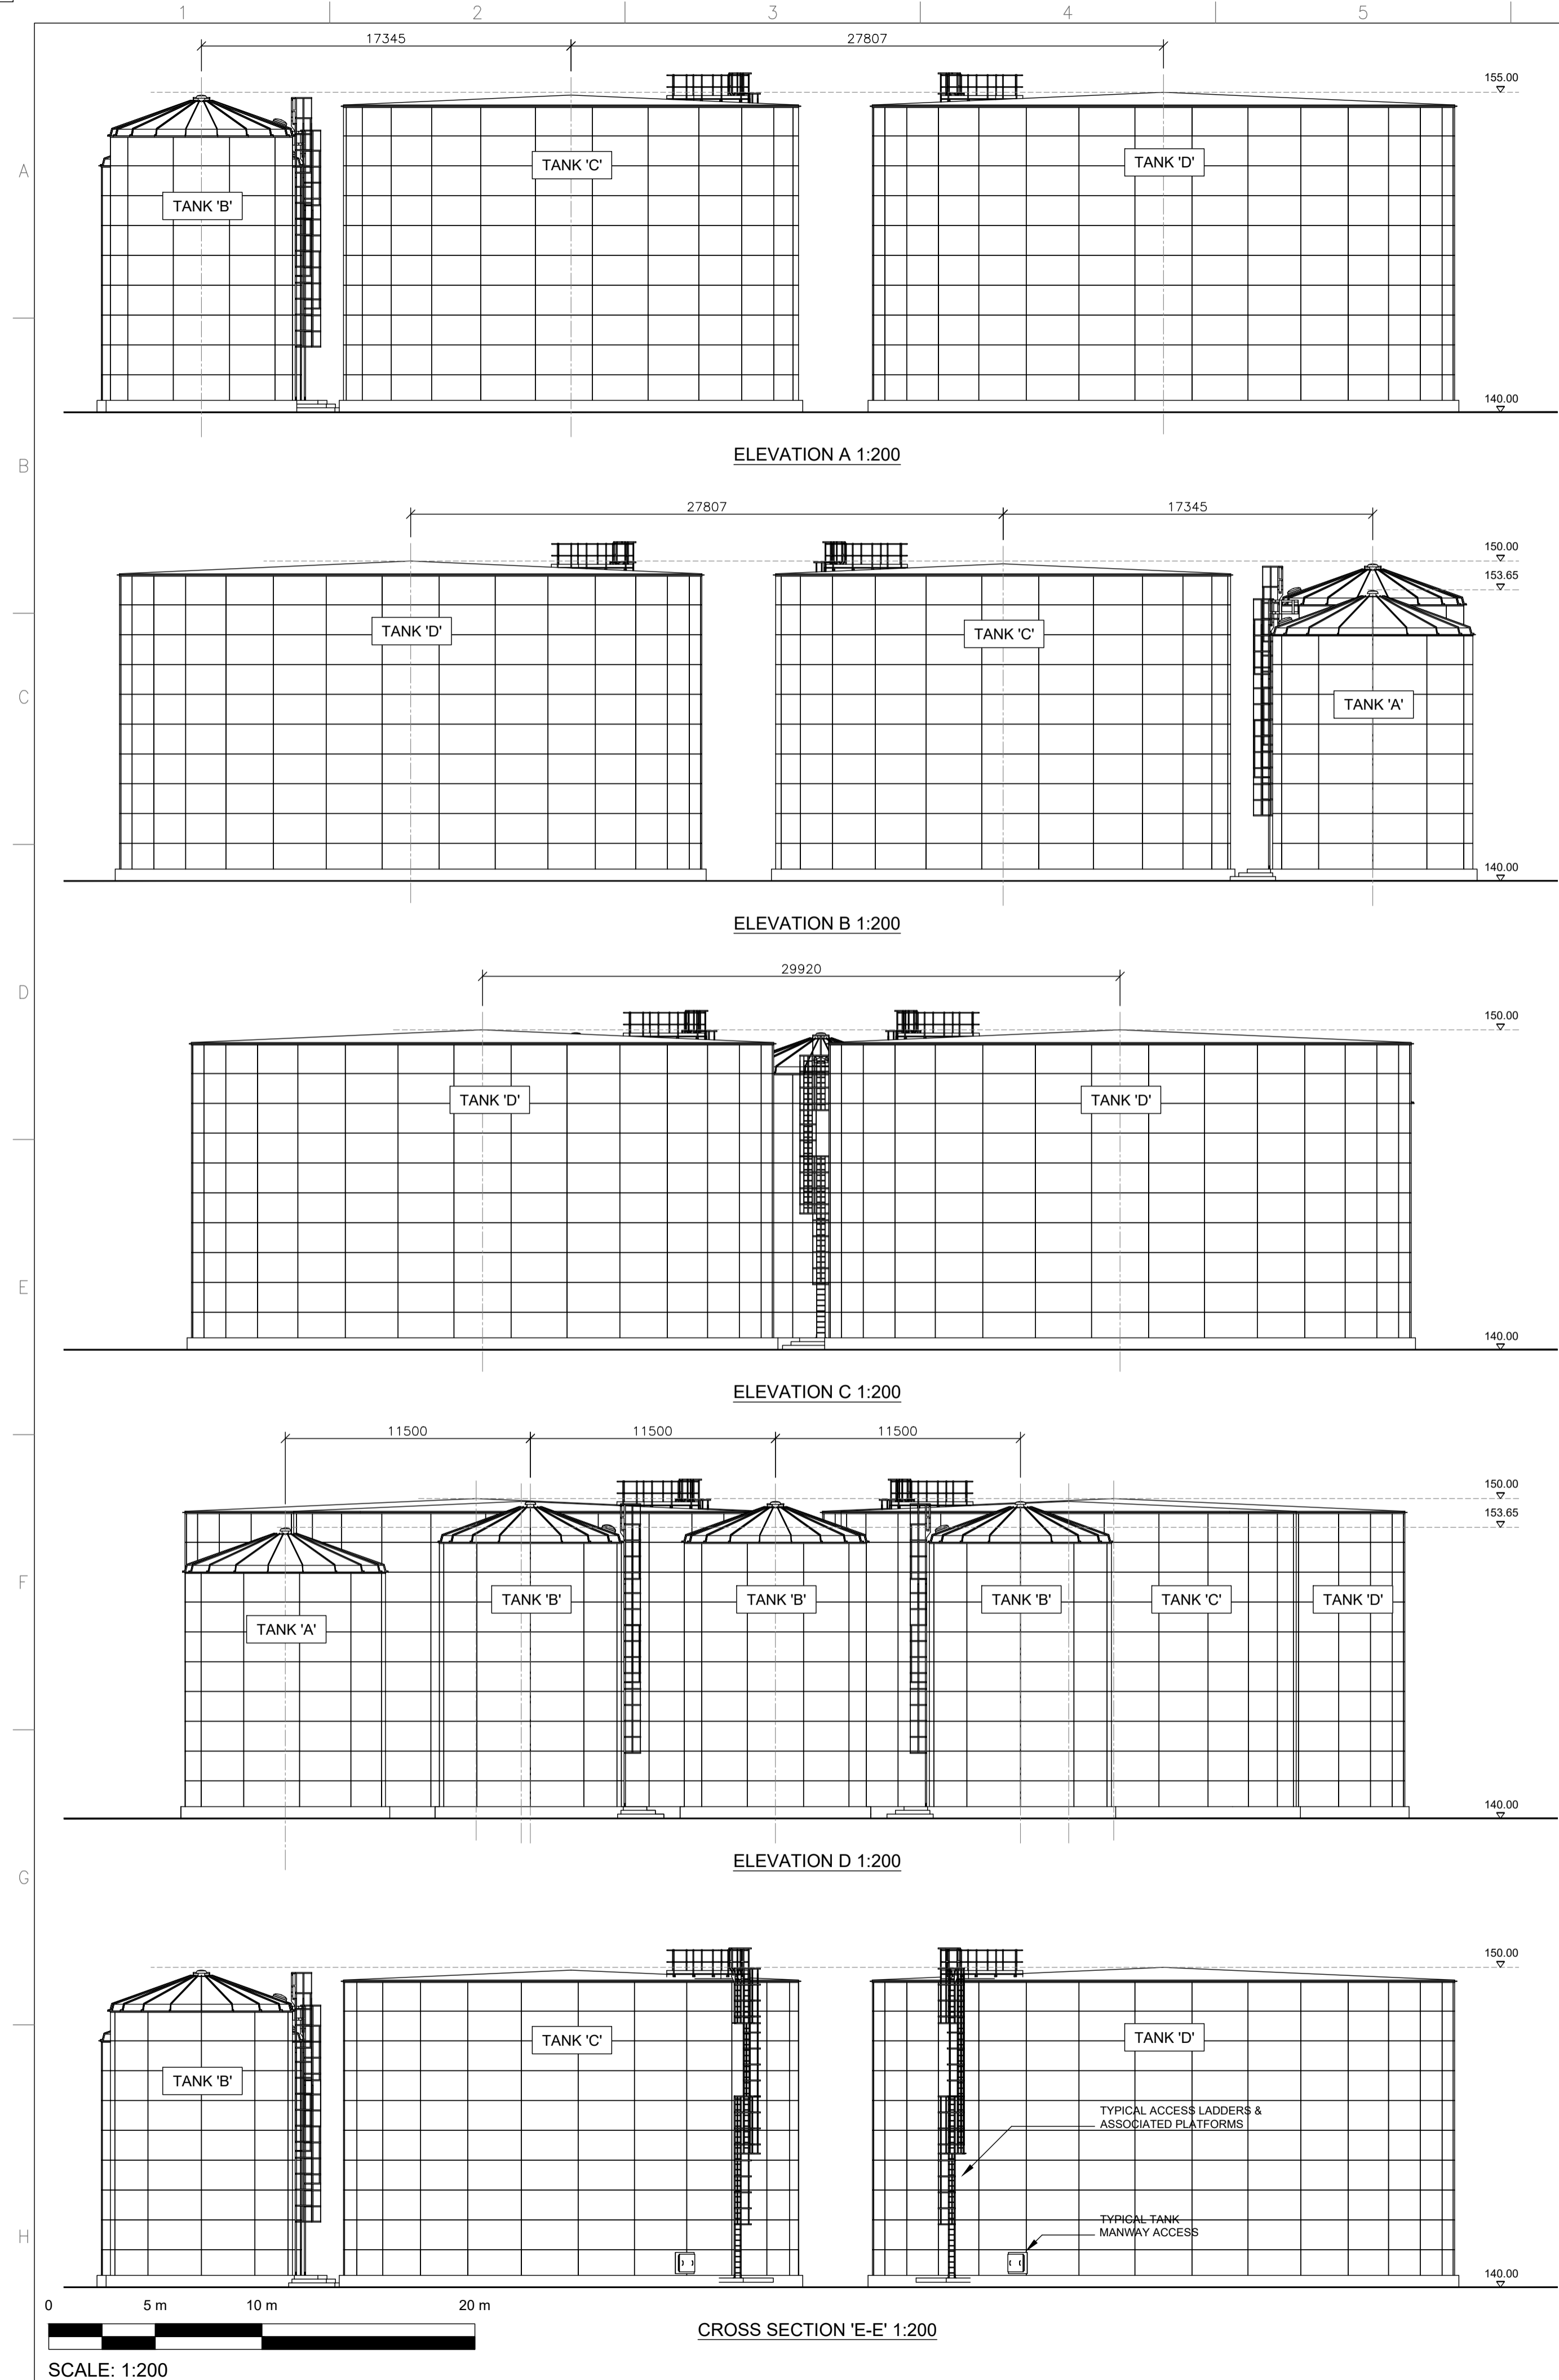 1 2 3 4 5
17345 27807
155.00
A
TANK 'B' TANK 'C' TANK 'D'
140.00
ELEVATION A 1:200
B
27807 17345
150.00
153.65
TANK 'D' TANK 'C' TANK 'A'
C
140.00
ELEVATION B 1:200
29920
D
150.00
TANK 'D' TANK 'D'
E
140.00
ELEVATION C 1:200
11500 11500 11500
150.00
153.65
F
TANK 'A' TANK 'B' TANK 'B' TANK 'B' TANK 'C' TANK 'D'
140.00
ELEVATION D 1:200
G
150.00
TANK 'B' TANK 'C' TANK 'D'
TYPICAL ACCESS LADDERS &
ASSOCIATED PLATFORMS
H
TYPICAL TANK
MANWAY ACCESS
140.00
0 5 m 10 m 20 m
CROSS SECTION 'E-E' 1:200
SCALE: 1:200